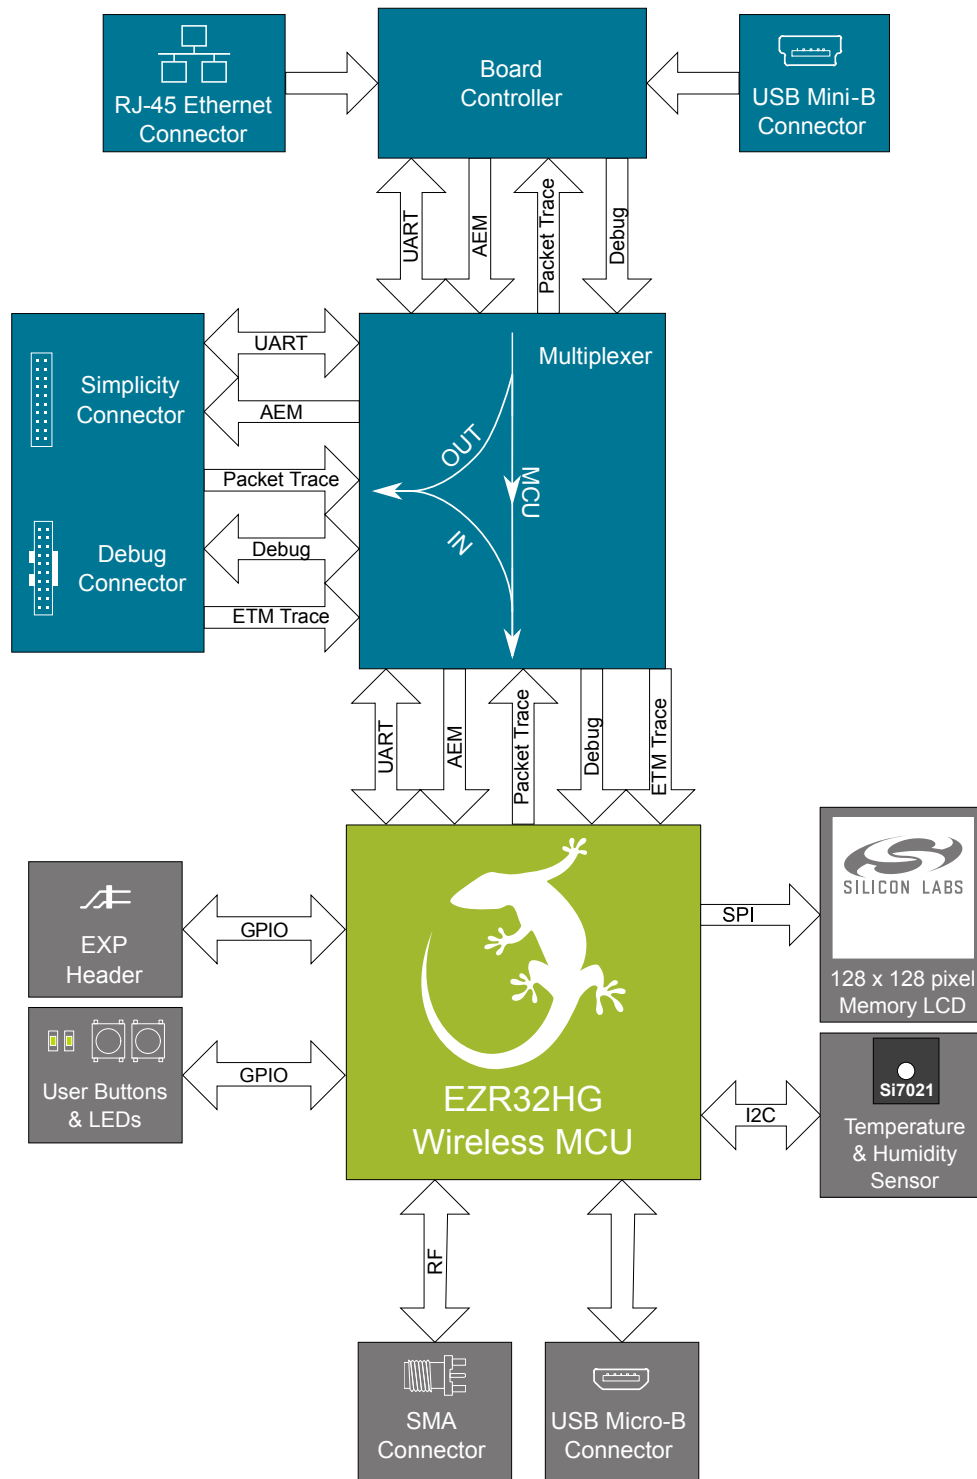 RJ-45 Ethernet
Connector
Board
Controller
USB Mini-B
Connector
UART
AEM
Packet Trace
Debug
Simplicity
Connector
Debug
Connector
UART
AEM
Packet Trace
Debug
ETM Trace
Multiplexer
OUT
MCU
IN
UART
AEM
Packet Trace
Debug
ETM Trace
EXP
Header
GPIO
User Buttons
& LEDs
GPIO
EZR32HG
Wireless MCU
SPI
SILICON LABS
128 x 128 pixel
Memory LCD
I2C
Si7021
Temperature
& Humidity
Sensor
RF
SMA
Connector
USB Micro-B
Connector